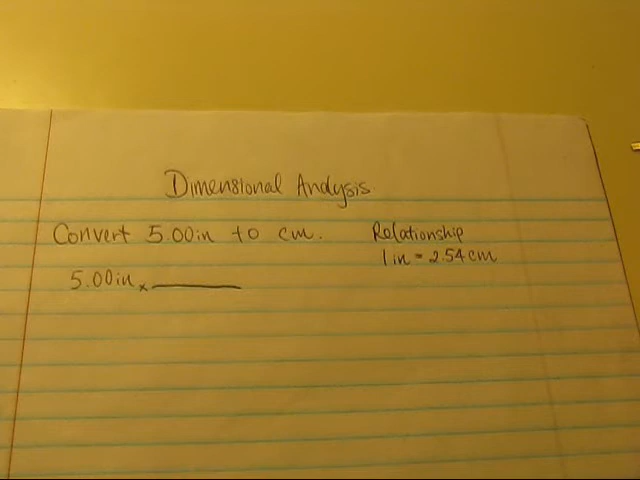 Dimensional Analysis
Convert 5.00in to cm.
Relationship
1in = 2.54cm
5.00in x